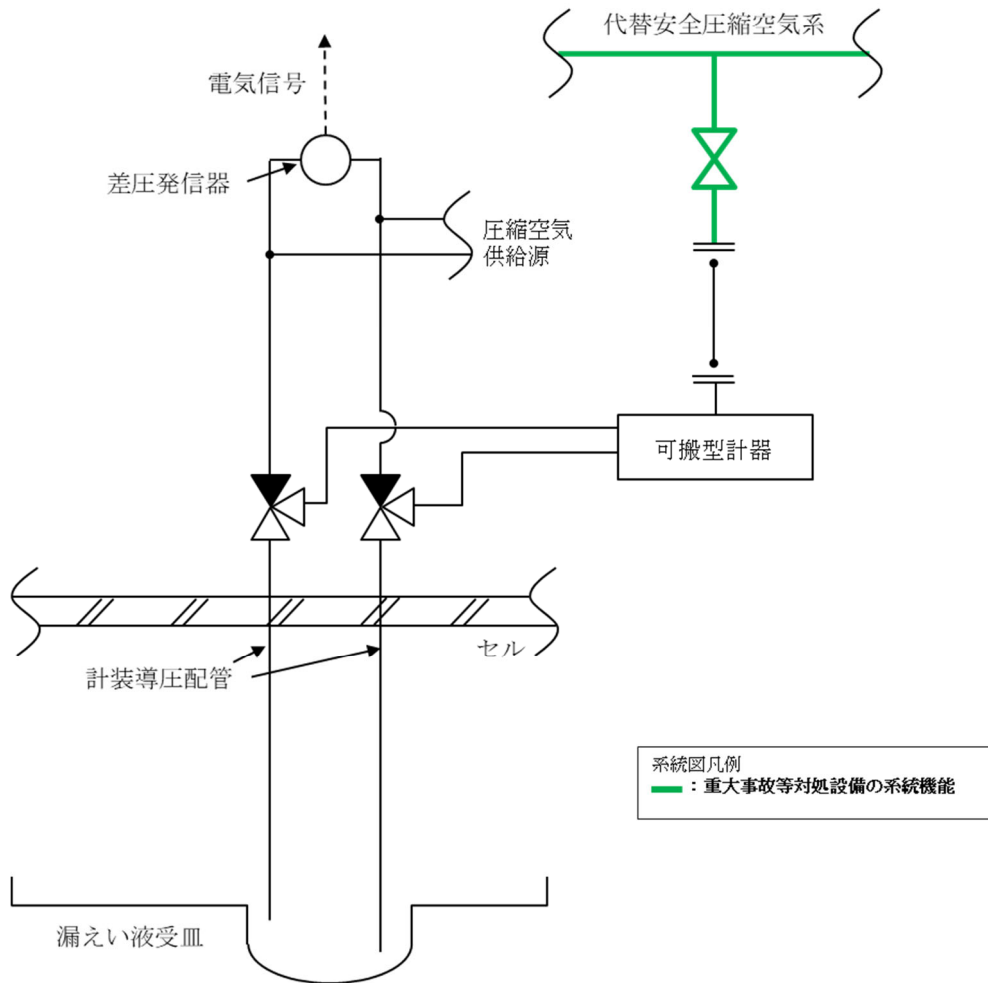 代替安全圧縮空気系
電気信号
差圧発信器
圧縮空気
供給源
可搬型計器
セル
計装導圧配管
系統図凡例
：重大事故等対処設備の系統機能
漏えい液受皿